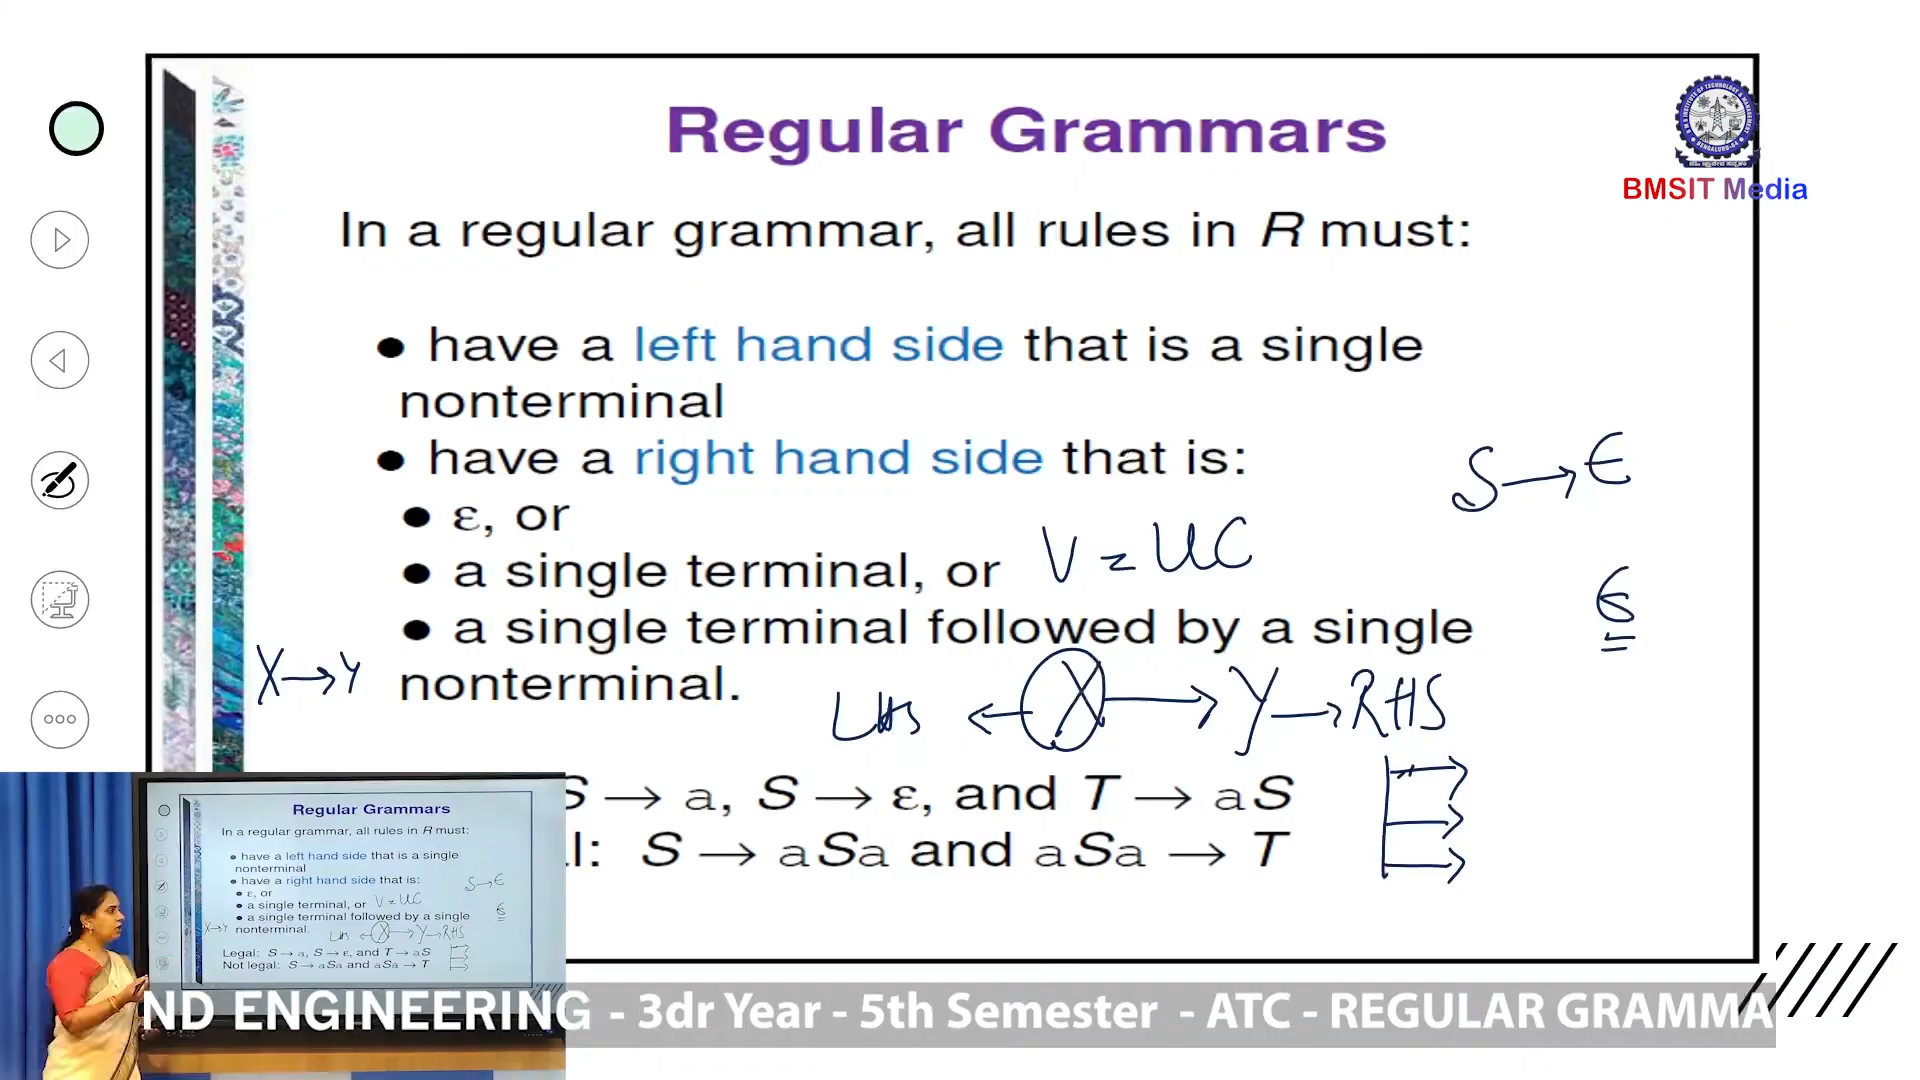 Regular Grammars
BMSIT Media
In a regular grammar, all rules in R must:
● have a left hand side that is a single
nonterminal
● have a right hand side that is:
S → ϵ
● ε, or
V = UC
● a single terminal, or
ϵ
● a single terminal followed by a single
nonterminal.
X → Y
LHS ← X → Y → RHS
S → a, S → ε, and T → aS
l: S → aSa and aSa → T
Regular Grammars
In a regular grammar, all rules in R must:
● have a left hand side that is a single
nonterminal
● have a right hand side that is:
S → ϵ
● ε, or
● a single terminal, or V = UC
● a single terminal followed by a single
X → Y nonterminal.
LHS ← X → Y → RHS
Legal: S → a, S → ε, and T → aS
Not legal: S → aSa and aSa → T
ND ENGINEERING - 3dr Year - 5th Semester - ATC - REGULAR GRAMMA